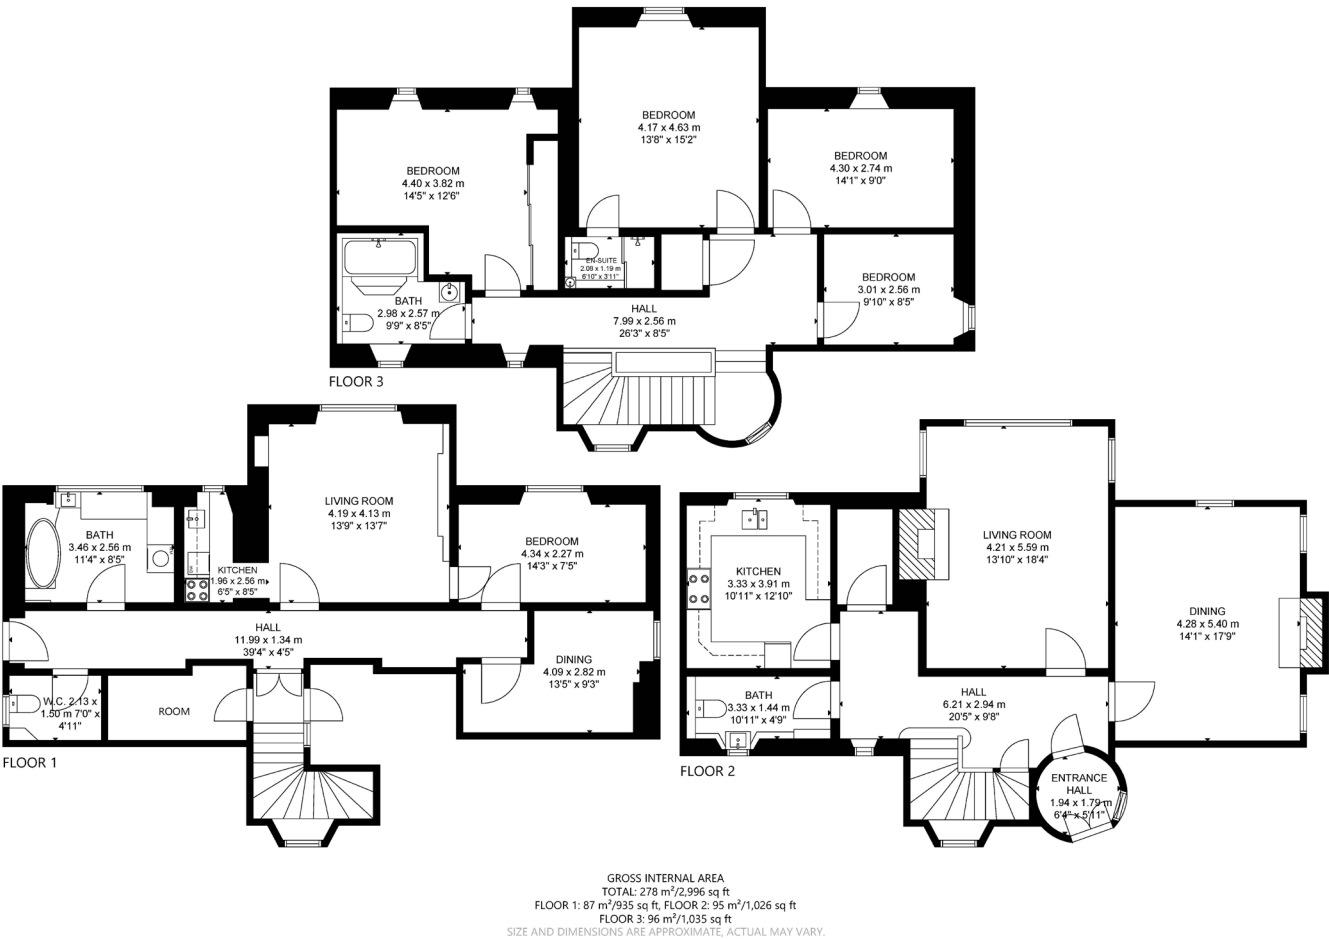 BEDROOM
4.17 x 4.63 m
13'8" x 15'2"
BEDROOM
4.40 x 3.82 m
14'5" x 12'6"
BEDROOM
4.30 x 2.74 m
14'1" x 9'0"
EN-SUITE
2.09 x 1.19 m
6'10" x 3'11"
BEDROOM
3.01 x 2.56 m
9'10" x 8'5"
BATH
2.98 x 2.57 m
9'9" x 8'5"
HALL
7.99 x 2.56 m
26'3" x 8'5"
FLOOR 3
LIVING ROOM
4.19 x 4.13 m
13'9" x 13'7"
BATH
3.46 x 2.56 m
11'4" x 8'5"
KITCHEN
1.96 x 2.56 m
6'5" x 8'5"
BEDROOM
4.34 x 2.27 m
14'3" x 7'5"
HALL
11.99 x 1.34 m
39'4" x 4'5"
DINING
4.09 x 2.82 m
13'5" x 9'3"
W.C. 2.13 x
1.50 m 7'0" x
4'11"
ROOM
FLOOR 1
LIVING ROOM
4.21 x 5.59 m
13'10" x 18'4"
KITCHEN
3.33 x 3.91 m
10'11" x 12'10"
DINING
4.28 x 5.40 m
14'1" x 17'9"
BATH
3.33 x 1.44 m
10'11" x 4'9"
HALL
6.21 x 2.94 m
20'5" x 9'8"
ENTRANCE
HALL
1.94 x 1.79 m
6'4" x 5'11"
FLOOR 2
GROSS INTERNAL AREA
TOTAL: 278 m²/2,996 sq ft
FLOOR 1: 87 m²/935 sq ft, FLOOR 2: 95 m²/1,026 sq ft
FLOOR 3: 96 m²/1,035 sq ft
SIZE AND DIMENSIONS ARE APPROXIMATE, ACTUAL MAY VARY.